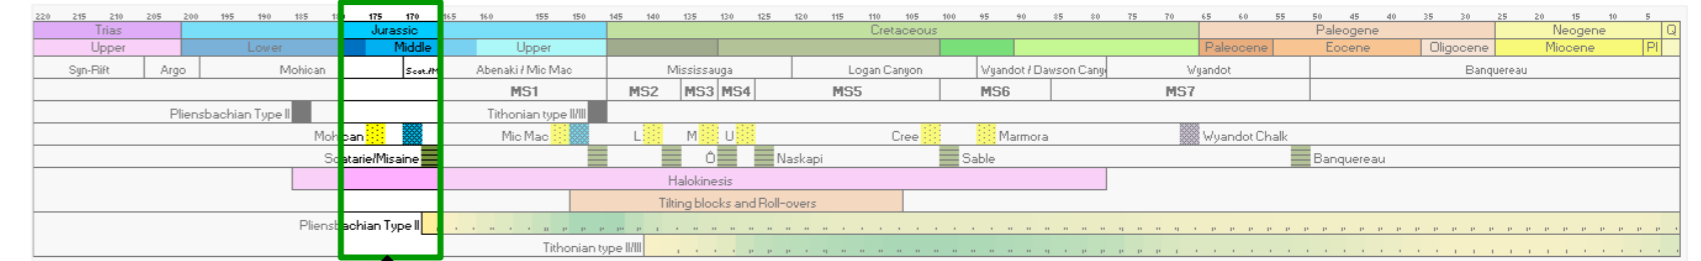 220 215 210 205 200 195 190 185 175 170 165 160 155 150 145 140 135 130 125 120 115 110 105 100 95 90 85 80 75 70 65 60 55 50 45 40 35 30 25 20 15 10 5
Trias Jurassic Cretaceous Paleogene Neogene Q
Upper Lower Middle Upper Paleocene Eocene Oligocene Miocene Pl
Syn-Rift Argo Mohican Scot./M Abenaki / Mic Mac Mississauga Logan Canyon Wyandot / Dawson Cany Wyandot Banquereau
MS1 MS2 MS3 MS4 MS5 MS6 MS7
Pliensbachian Type II Tithonian type II/III
Mohican Mic Mac L M U Cree Marmora Wyandot Chalk
Scatarie/Misaine O Naskapi Sable Banquereau
Halokinesis
Tilting blocks and Roll-overs
Pliensbachian Type II
Tithonian type II/III